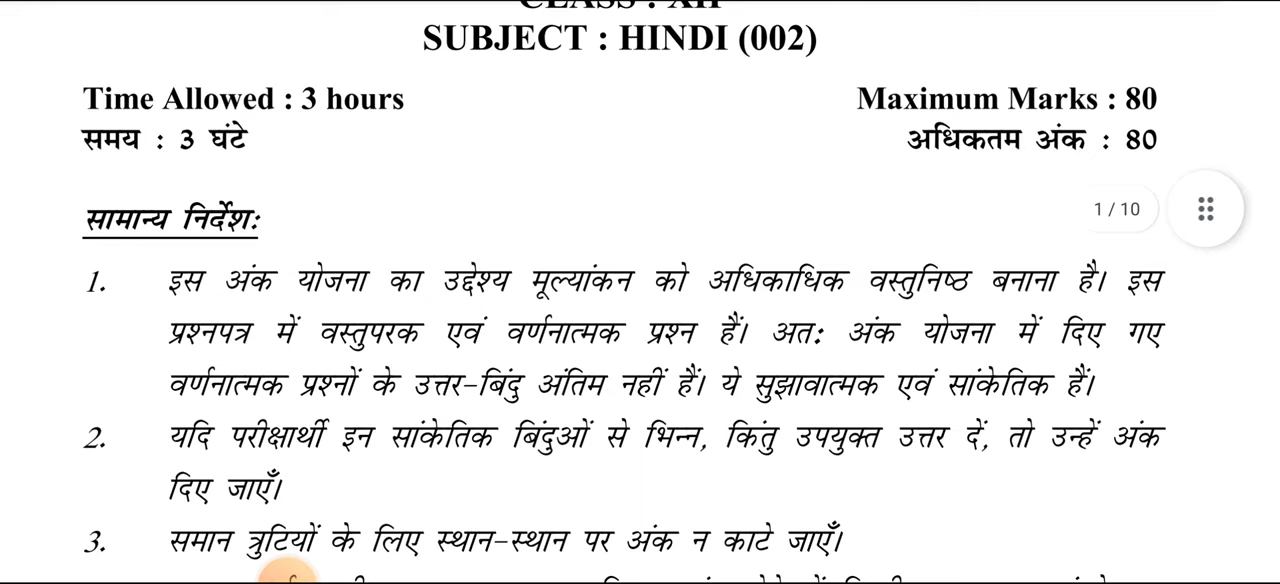 CLASS : XII
SUBJECT : HINDI (002)
Time Allowed : 3 hours
Maximum Marks : 80
समय : 3 घंटे
अधिकतम अंक : 80
सामान्य निर्देशः
1 / 10
1. इस अंक योजना का उद्देश्य मूल्यांकन को अधिकाधिक वस्तुनिष्ठ बनाना है। इस
प्रश्नपत्र में वस्तुपरक एवं वर्णनात्मक प्रश्न हैं। अतः अंक योजना में दिए गए
वर्णनात्मक प्रश्नों के उत्तर-बिंदु अंतिम नहीं हैं। ये सुझावात्मक एवं सांकेतिक हैं।
2. यदि परीक्षार्थी इन सांकेतिक बिंदुओं से भिन्न, किंतु उपयुक्त उत्तर दें, तो उन्हें अंक
दिए जाएँ।
3. समान त्रुटियों के लिए स्थान-स्थान पर अंक न काटे जाएँ।